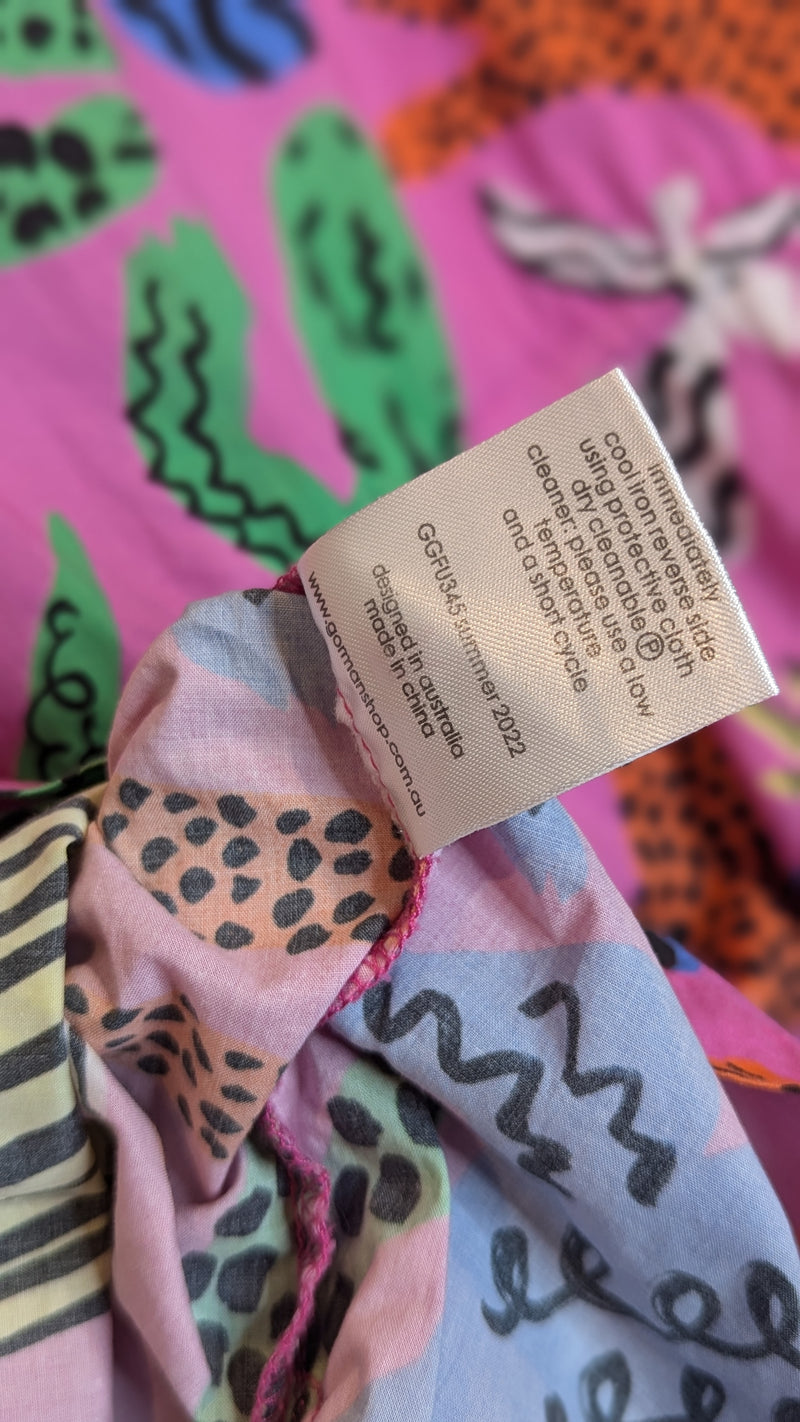 immediately
cool iron reverse side
using protective cloth
dry cleanable Ⓟ
cleaner: please use a low
temperature
and a short cycle
GGFU345 summer 2022
designed in australia
made in china
www.gormanshop.com.au